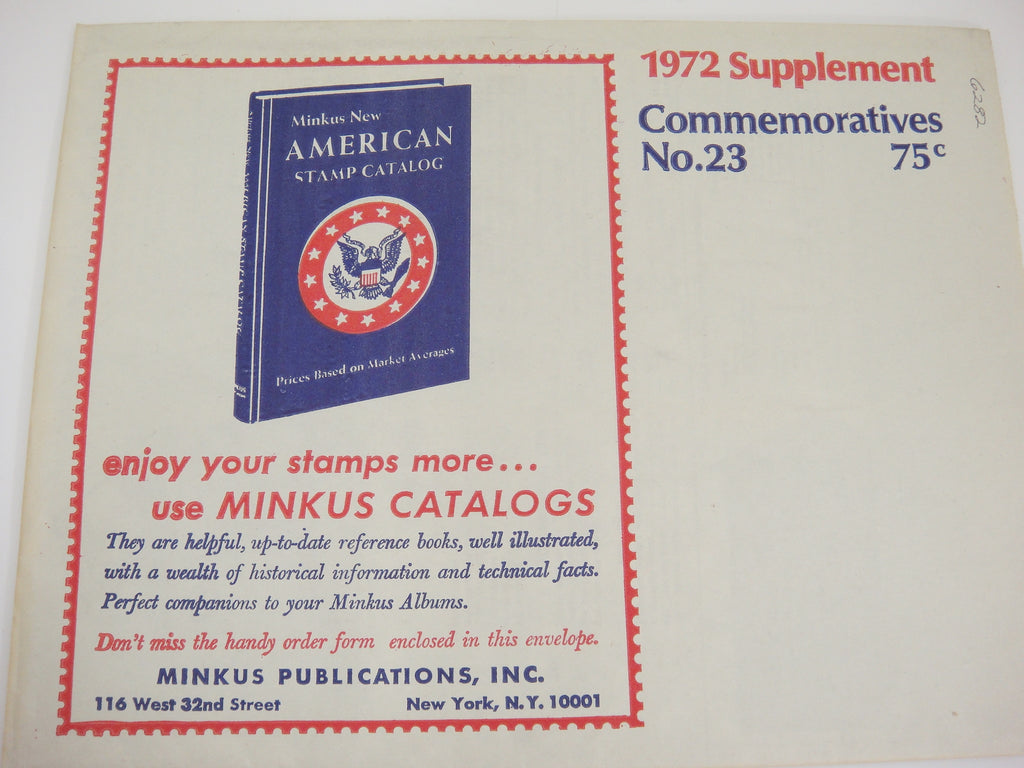 1972 Supplement
Commemoratives
No.23 75c
6282
Minkus New
AMERICAN
STAMP CATALOG
Prices Based on Market Averages
enjoy your stamps more...
use MINKUS CATALOGS
They are helpful, up-to-date reference books, well illustrated,
with a wealth of historical information and technical facts.
Perfect companions to your Minkus Albums.
Don't miss the handy order form enclosed in this envelope.
MINKUS PUBLICATIONS, INC.
116 West 32nd Street New York, N.Y. 10001